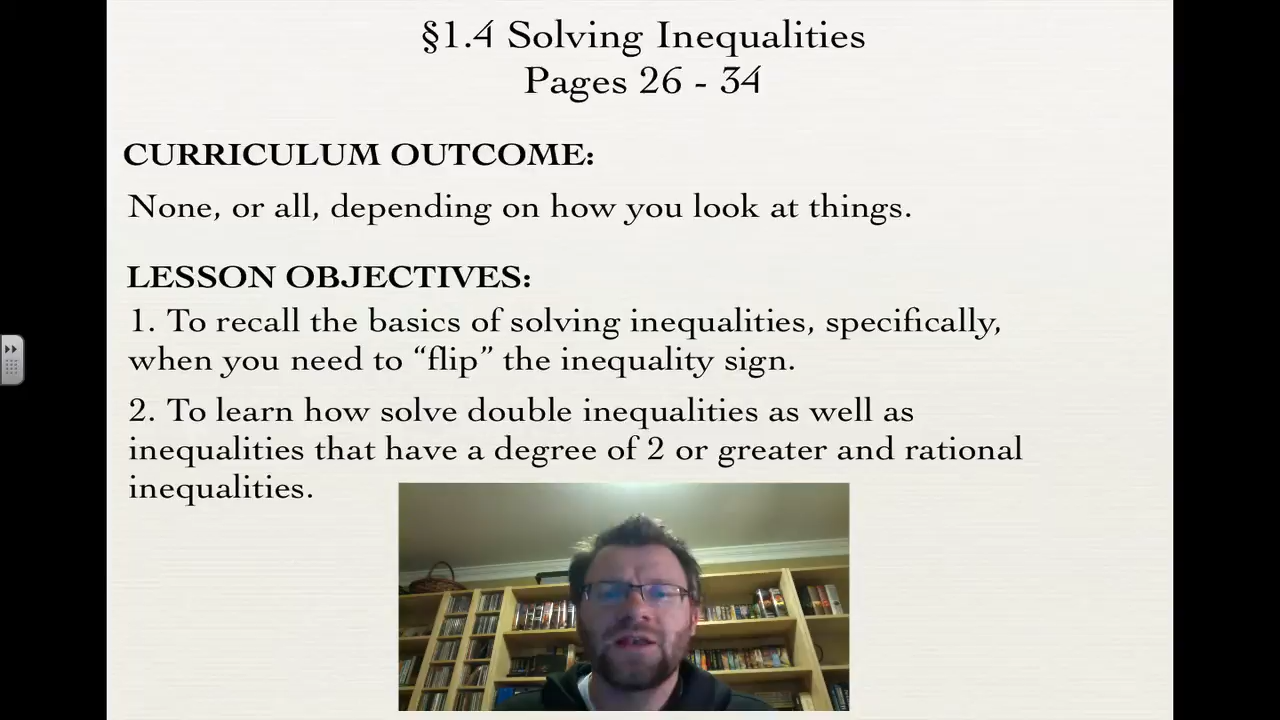 §1.4 Solving Inequalities
Pages 26 - 34
CURRICULUM OUTCOME:
None, or all, depending on how you look at things.
LESSON OBJECTIVES:
1. To recall the basics of solving inequalities, specifically,
when you need to “flip” the inequality sign.
2. To learn how solve double inequalities as well as
inequalities that have a degree of 2 or greater and rational
inequalities.